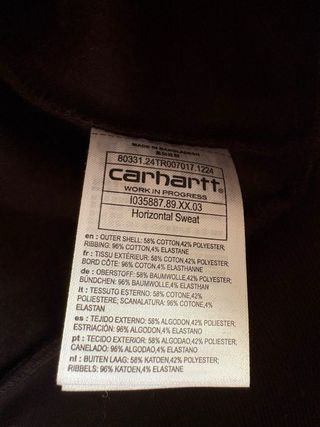 MADE IN BANGLADESH
80331.24TR007017.1224
carhartt
WORK IN PROGRESS
I035887.89.XX.03
Horizontal Sweat
en : OUTER SHELL: 58% COTTON,42% POLYESTER;
RIBBING: 96% COTTON,4% ELASTANE
fr : TISSU EXTÉRIEUR: 58% COTON,42% POLYESTER;
BORD CÔTE: 96% COTON,4% ELASTHANNE
de : OBERSTOFF: 58% BAUMWOLLE,42% POLYESTER;
BÜNDCHEN: 96% BAUMWOLLE,4% ELASTHAN
it : TESSUTO ESTERNO: 58% COTONE,42%
POLIESTERE; SCANALATURA: 96% COTONE,4%
ELASTAN
es : TEJIDO EXTERNO: 58% ALGODON,42% POLIESTER;
ESTRIACIÓN: 96% ALGODON,4% ELASTANO
pt : TECIDO EXTERIOR: 58% ALGODAO,42% POLIESTER;
CANELADO: 96% ALGODAO,4% ELASTANO
nl : BUITEN LAAG: 58% KATOEN,42% POLYESTER;
RIBBELS: 96% KATOEN,4% ELASTANE